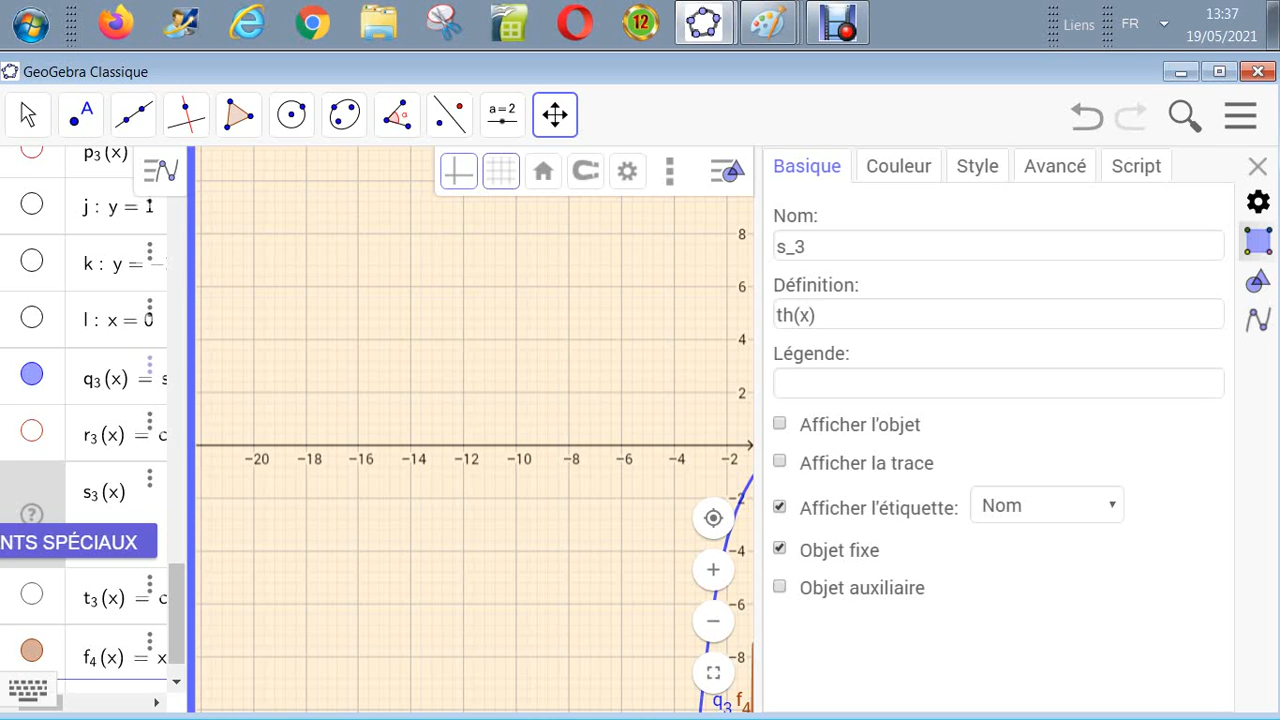 12
Liens
FR
13:37
19/05/2021
GeoGebra Classique
A
α
a=2
p₃(x)
j : y = 1
k : y = −
l : x = 0
q₃(x) = s
r₃(x) = c
s₃(x)
NTS SPÉCIAUX
t₃(x) = c
f₄(x) = x
8
6
4
2
−20 −18 −16 −14 −12 −10 −8 −6 −4 −2
−2
−4
−6
−8
q₃ f₄
Basique Couleur Style Avancé Script
Nom:
s_3
Définition:
th(x)
Légende:
Afficher l'objet
Afficher la trace
Afficher l'étiquette: Nom
Objet fixe
Objet auxiliaire